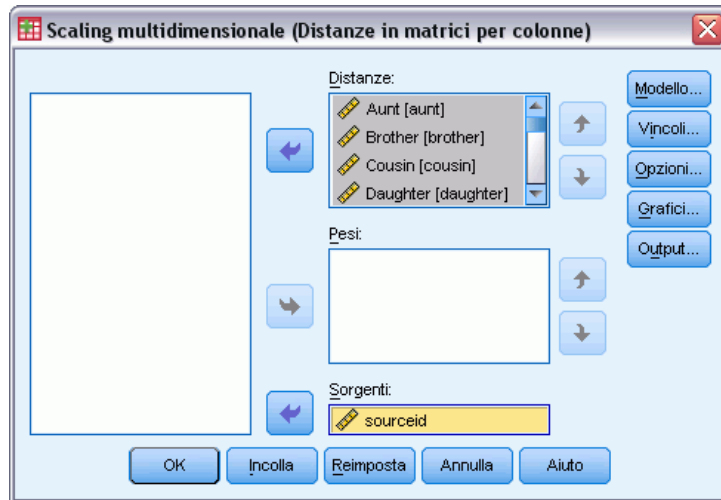 Scaling multidimensionale (Distanze in matrici per colonne)
Distanze:
Aunt [aunt]
Brother [brother]
Cousin [cousin]
Daughter [daughter]
Pesi:
Sorgenti:
sourceid
Modello...
Vincoli...
Opzioni...
Grafici...
Output...
OK
Incolla
Reimposta
Annulla
Aiuto